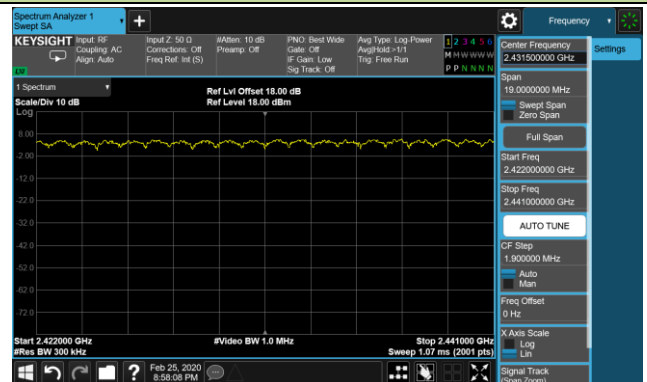 Spectrum Analyzer 1
Swept SA
Frequency
KEYSIGHT
Input: RF
Coupling: AC
Align: Auto
Input Z: 50 Ω
Corrections: Off
Freq Ref: Int (S)
#Atten: 10 dB
Preamp: Off
PNO: Best Wide
Gate: Off
IF Gain: Low
Sig Track: Off
Avg Type: Log-Power
Avg|Hold:>1/1
Trig: Free Run
1 2 3 4 5 6
M M W W W W
P P N N N N
LXI
1 Spectrum
Scale/Div 10 dB
Ref Lvl Offset 18.00 dB
Ref Level 18.00 dBm
Log
8.00
-2.00
-12.0
-22.0
-32.0
-42.0
-52.0
-62.0
-72.0
Start 2.422000 GHz
#Res BW 300 kHz
#Video BW 1.0 MHz
Stop 2.441000 GHz
Sweep 1.07 ms (2001 pts)
Feb 25, 2020
8:58:08 PM
Center Frequency
2.431500000 GHz
Settings
Span
19.0000000 MHz
Swept Span
Zero Span
Full Span
Start Freq
2.422000000 GHz
Stop Freq
2.441000000 GHz
AUTO TUNE
CF Step
1.900000 MHz
Auto
Man
Freq Offset
0 Hz
X Axis Scale
Log
Lin
Signal Track
(Span Zoom)